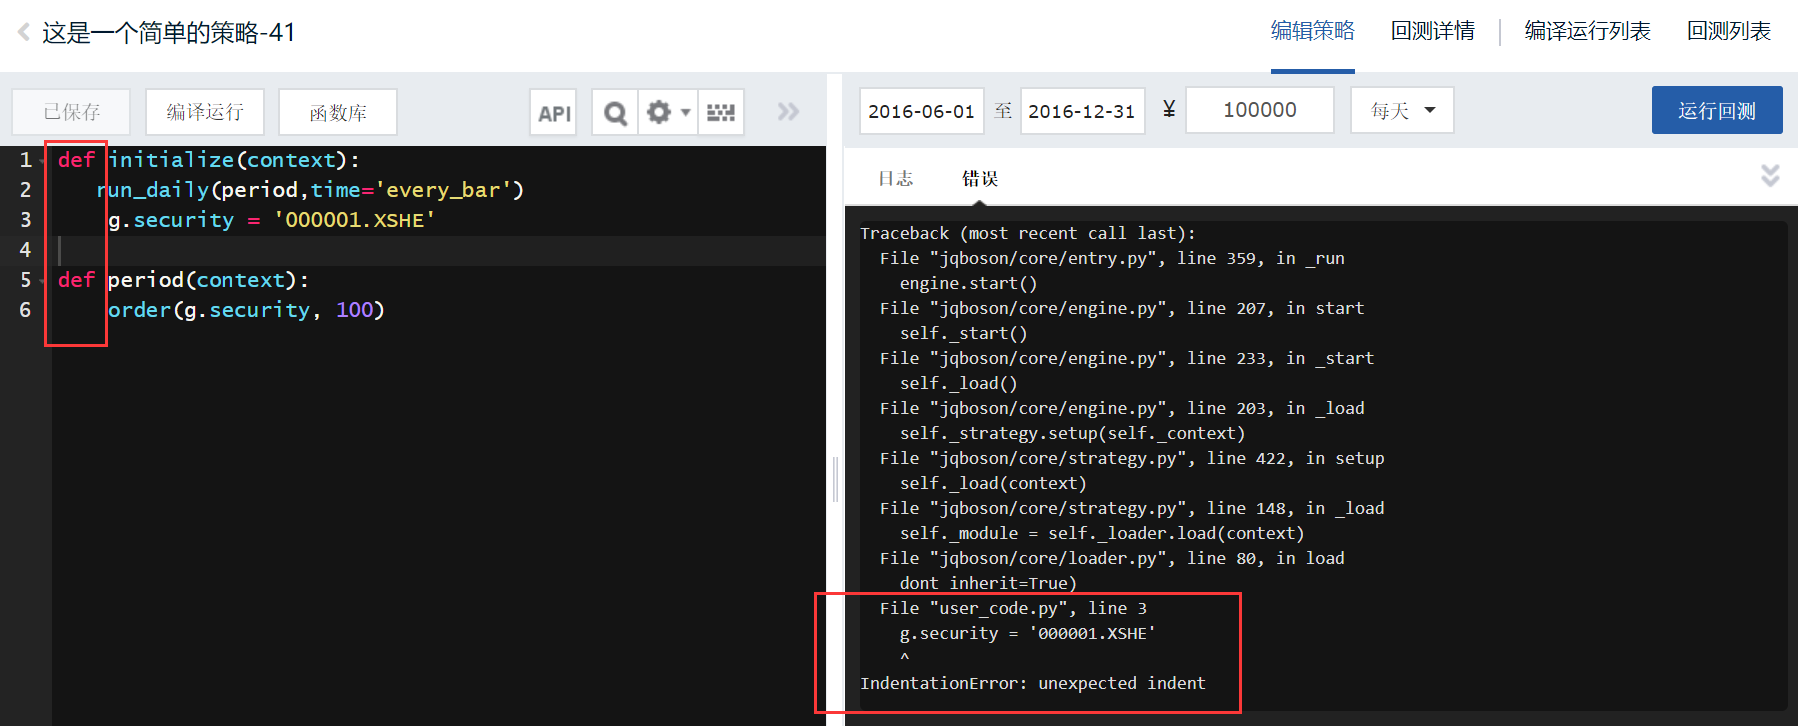 这是一个简单的策略-41
编辑策略 回测详情 编译运行列表 回测列表
已保存 编译运行 函数库 API
2016-06-01 至 2016-12-31 ¥ 100000 每天 运行回测
1 def initialize(context):
2 run_daily(period,time='every_bar')
3 g.security = '000001.XSHE'
4
5 def period(context):
6 order(g.security, 100)
日志 错误
Traceback (most recent call last):
File "jqboson/core/entry.py", line 359, in _run
engine.start()
File "jqboson/core/engine.py", line 207, in start
self._start()
File "jqboson/core/engine.py", line 233, in _start
self._load()
File "jqboson/core/engine.py", line 203, in _load
self._strategy.setup(self._context)
File "jqboson/core/strategy.py", line 422, in setup
self._load(context)
File "jqboson/core/strategy.py", line 148, in _load
self._module = self._loader.load(context)
File "jqboson/core/loader.py", line 80, in load
dont inherit=True)
File "user_code.py", line 3
g.security = '000001.XSHE'
^
IndentationError: unexpected indent